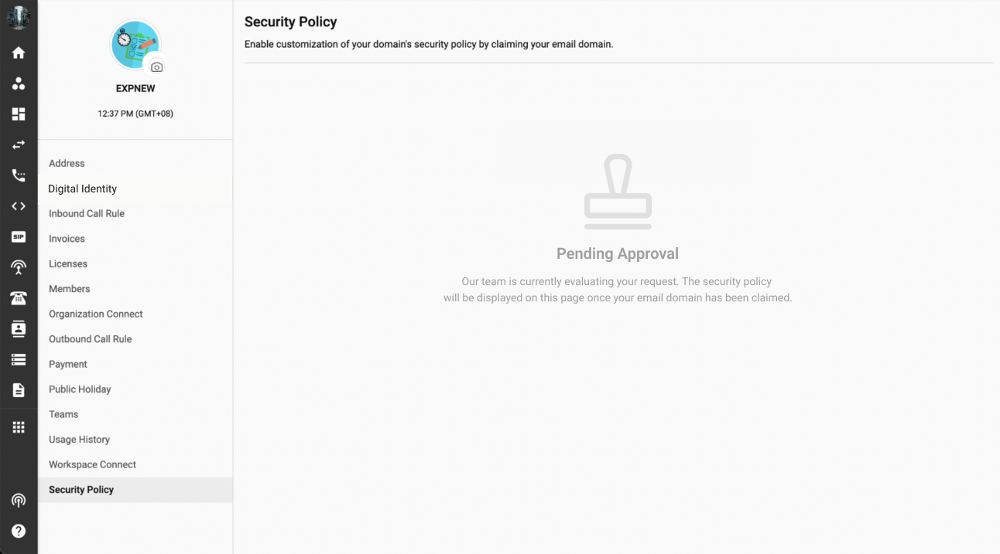 Security Policy
Enable customization of your domain's security policy by claiming your email domain.
EXPNEW
12:37 PM (GMT+08)
Address
Digital Identity
Inbound Call Rule
Invoices
Licenses
Members
Organization Connect
Outbound Call Rule
Payment
Public Holiday
Teams
Usage History
Workspace Connect
Security Policy
SIP
Pending Approval
Our team is currently evaluating your request. The security policy
will be displayed on this page once your email domain has been claimed.